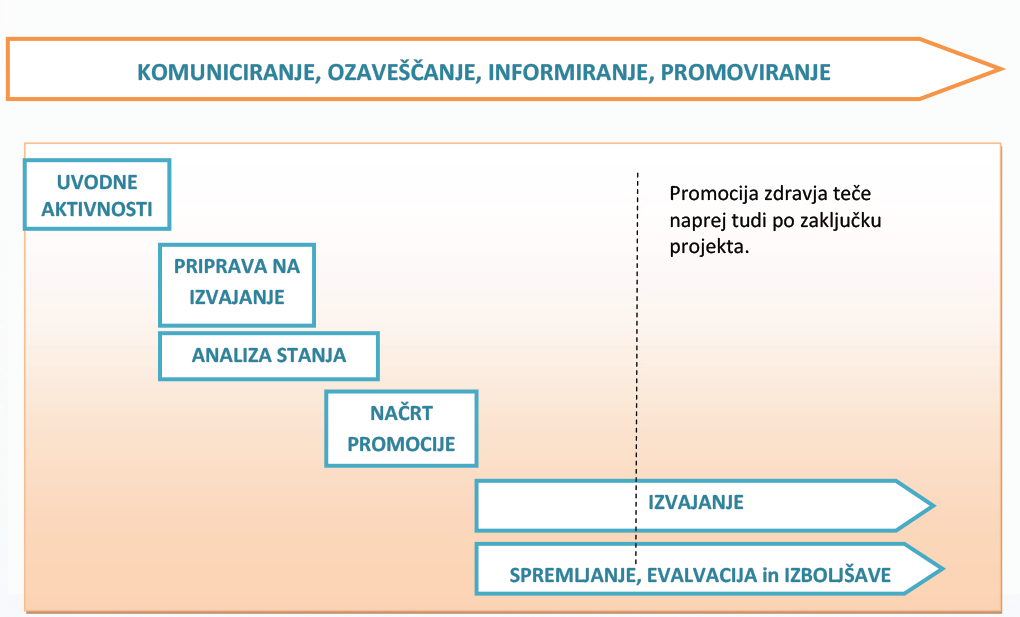 KOMUNICIRANJE, OZAVEŠČANJE, INFORMIRANJE, PROMOVIRANJE
UVODNE
AKTIVNOSTI
Promocija zdravja teče
naprej tudi po zaključku
projekta.
PRIPRAVA NA
IZVAJANJE
ANALIZA STANJA
NAČRT
PROMOCIJE
IZVAJANJE
SPREMLJANJE, EVALVACIJA in IZBOLJŠAVE